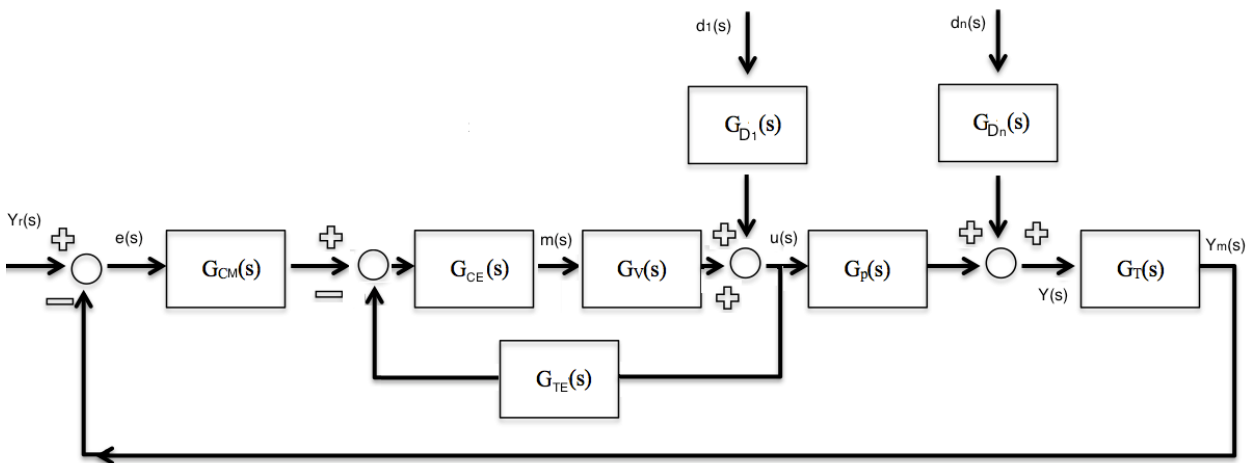 d1(s)
dn(s)
GD1(s)
GDn(s)
Yr(s)
e(s)
GCM(s)
GCE(s)
m(s)
GV(s)
u(s)
GP(s)
Y(s)
GT(s)
Ym(s)
GTE(s)